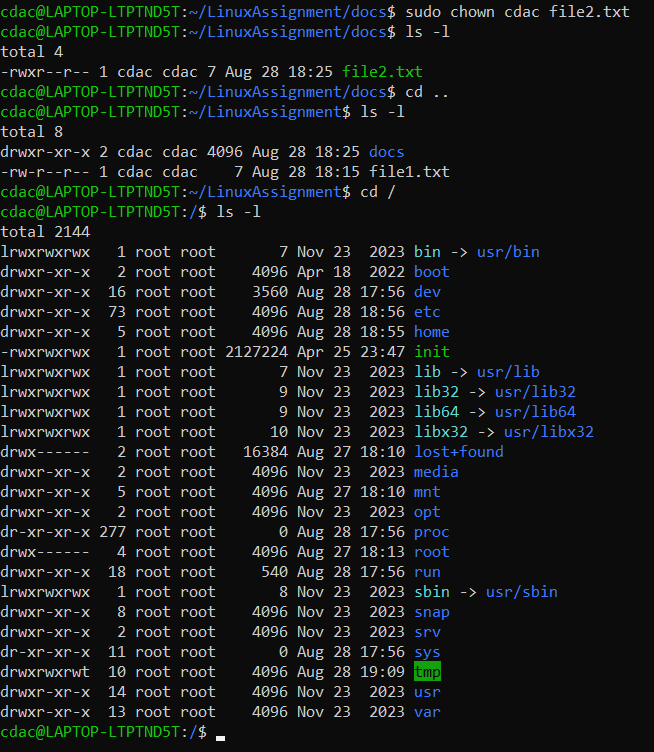 cdac@LAPTOP-LTPTND5T:~/LinuxAssignment/docs$ sudo chown cdac file2.txt
cdac@LAPTOP-LTPTND5T:~/LinuxAssignment/docs$ ls -l
total 4
-rwxr--r-- 1 cdac cdac 7 Aug 28 18:25 file2.txt
cdac@LAPTOP-LTPTND5T:~/LinuxAssignment/docs$ cd ..
cdac@LAPTOP-LTPTND5T:~/LinuxAssignment$ ls -l
total 8
drwxr-xr-x 2 cdac cdac 4096 Aug 28 18:25 docs
-rw-r--r-- 1 cdac cdac    7 Aug 28 18:15 file1.txt
cdac@LAPTOP-LTPTND5T:~/LinuxAssignment$ cd /
cdac@LAPTOP-LTPTND5T:/$ ls -l
total 2144
lrwxrwxrwx   1 root root       7 Nov 23  2023 bin -> usr/bin
drwxr-xr-x   2 root root    4096 Apr 18  2022 boot
drwxr-xr-x  16 root root    3560 Aug 28 17:56 dev
drwxr-xr-x  73 root root    4096 Aug 28 18:56 etc
drwxr-xr-x   5 root root    4096 Aug 28 18:55 home
-rwxrwxrwx   1 root root 2127224 Apr 25 23:47 init
lrwxrwxrwx   1 root root       7 Nov 23  2023 lib -> usr/lib
lrwxrwxrwx   1 root root       9 Nov 23  2023 lib32 -> usr/lib32
lrwxrwxrwx   1 root root       9 Nov 23  2023 lib64 -> usr/lib64
lrwxrwxrwx   1 root root      10 Nov 23  2023 libx32 -> usr/libx32
drwx------   2 root root   16384 Aug 27 18:10 lost+found
drwxr-xr-x   2 root root    4096 Nov 23  2023 media
drwxr-xr-x   5 root root    4096 Aug 27 18:10 mnt
drwxr-xr-x   2 root root    4096 Nov 23  2023 opt
dr-xr-xr-x 277 root root       0 Aug 28 17:56 proc
drwx------   4 root root    4096 Aug 27 18:13 root
drwxr-xr-x  18 root root     540 Aug 28 17:56 run
lrwxrwxrwx   1 root root       8 Nov 23  2023 sbin -> usr/sbin
drwxr-xr-x   8 root root    4096 Nov 23  2023 snap
drwxr-xr-x   2 root root    4096 Nov 23  2023 srv
dr-xr-xr-x  11 root root       0 Aug 28 17:56 sys
drwxrwxrwt  10 root root    4096 Aug 28 19:09 tmp
drwxr-xr-x  14 root root    4096 Nov 23  2023 usr
drwxr-xr-x  13 root root    4096 Nov 23  2023 var
cdac@LAPTOP-LTPTND5T:/$